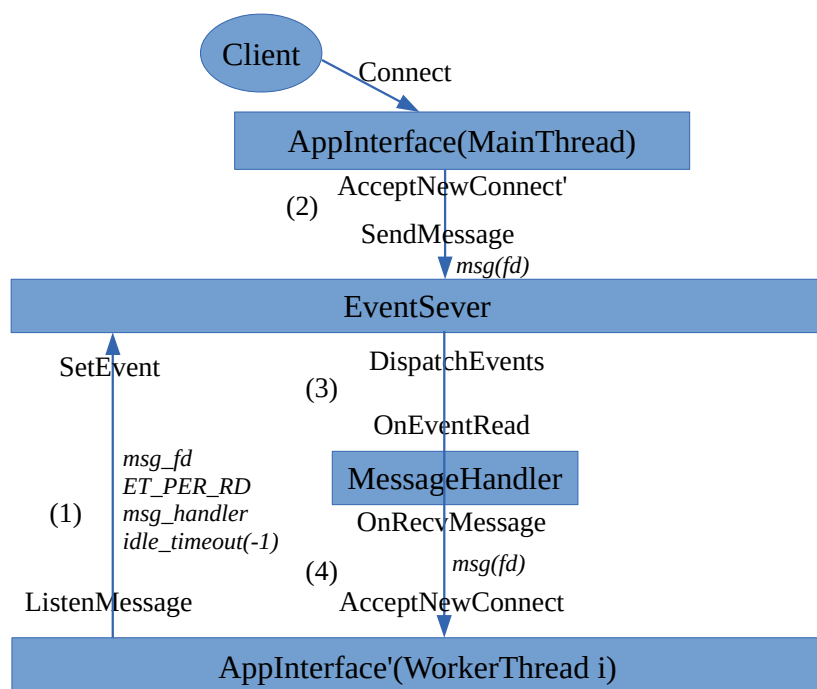 Client
Connect
AppInterface(MainThread)
AcceptNewConnect'
(2)
SendMessage
msg(fd)
EventSever
SetEvent
DispatchEvents
(3)
OnEventRead
msg_fd
ET_PER_RD
msg_handler
idle_timeout(-1)
(1)
MessageHandler
OnRecvMessage
msg(fd)
(4)
ListenMessage
AcceptNewConnect
AppInterface'(WorkerThread i)